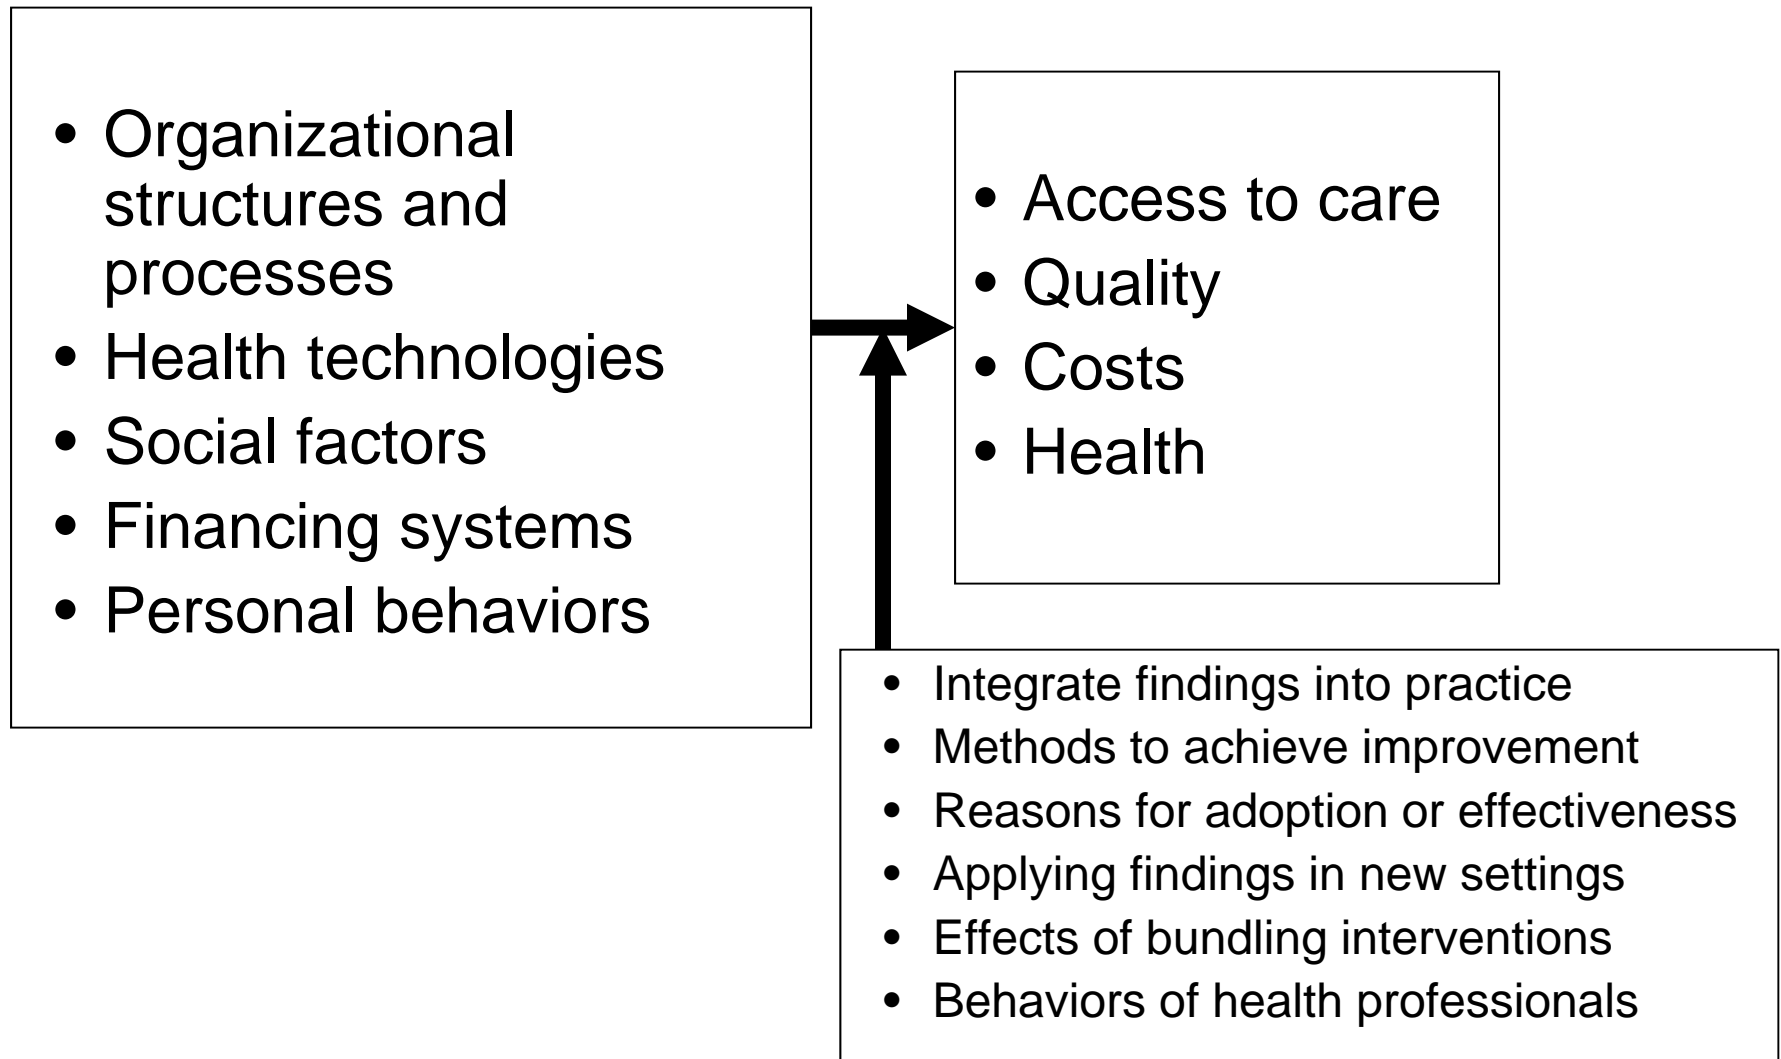 • Organizational
structures and
processes
• Health technologies
• Social factors
• Financing systems
• Personal behaviors
• Access to care
• Quality
• Costs
• Health
• Integrate findings into practice
• Methods to achieve improvement
• Reasons for adoption or effectiveness
• Applying findings in new settings
• Effects of bundling interventions
• Behaviors of health professionals